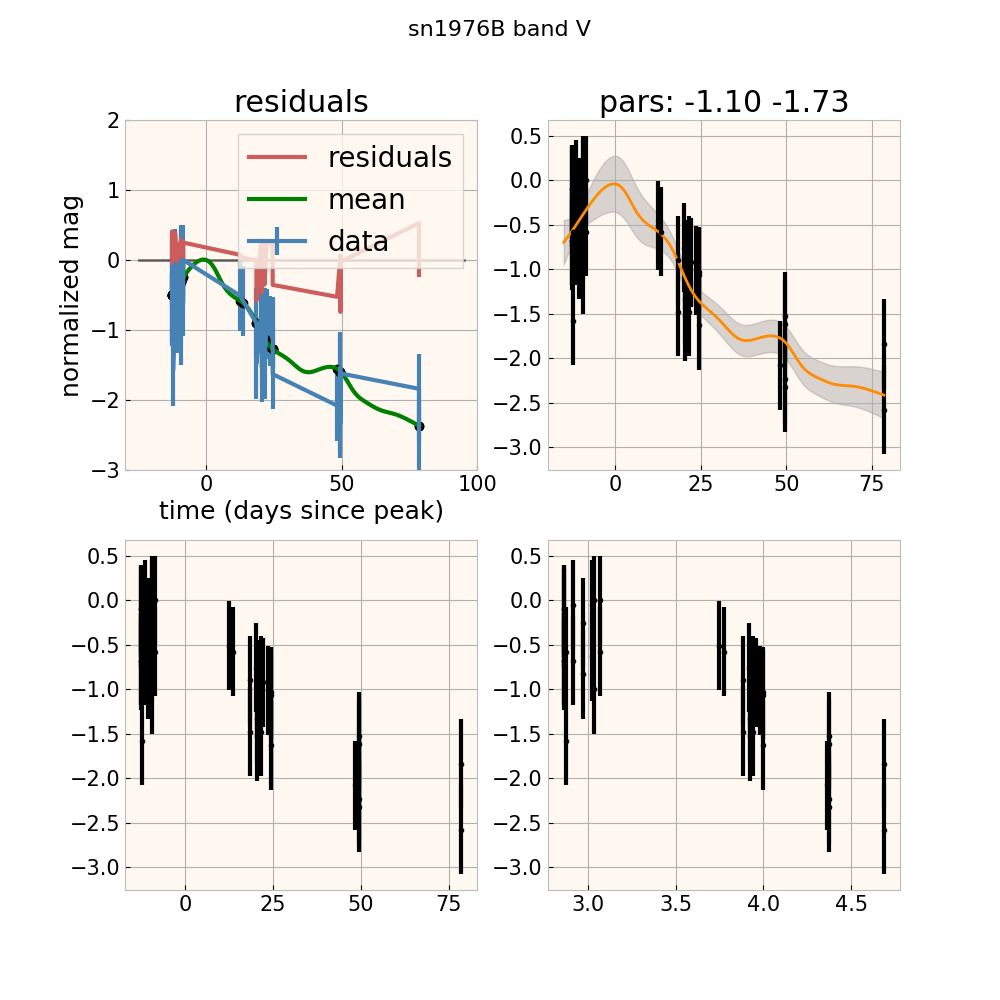 sn1976B band V
residuals
pars: -1.10 -1.73
normalized mag
2
1
0
−1
−2
−3
residuals
mean
data
0 50 100
time (days since peak)
0.5
0.0
−0.5
−1.0
−1.5
−2.0
−2.5
−3.0
0 25 50 75
0.5
0.0
−0.5
−1.0
−1.5
−2.0
−2.5
−3.0
0 25 50 75
0.5
0.0
−0.5
−1.0
−1.5
−2.0
−2.5
−3.0
3.0 3.5 4.0 4.5